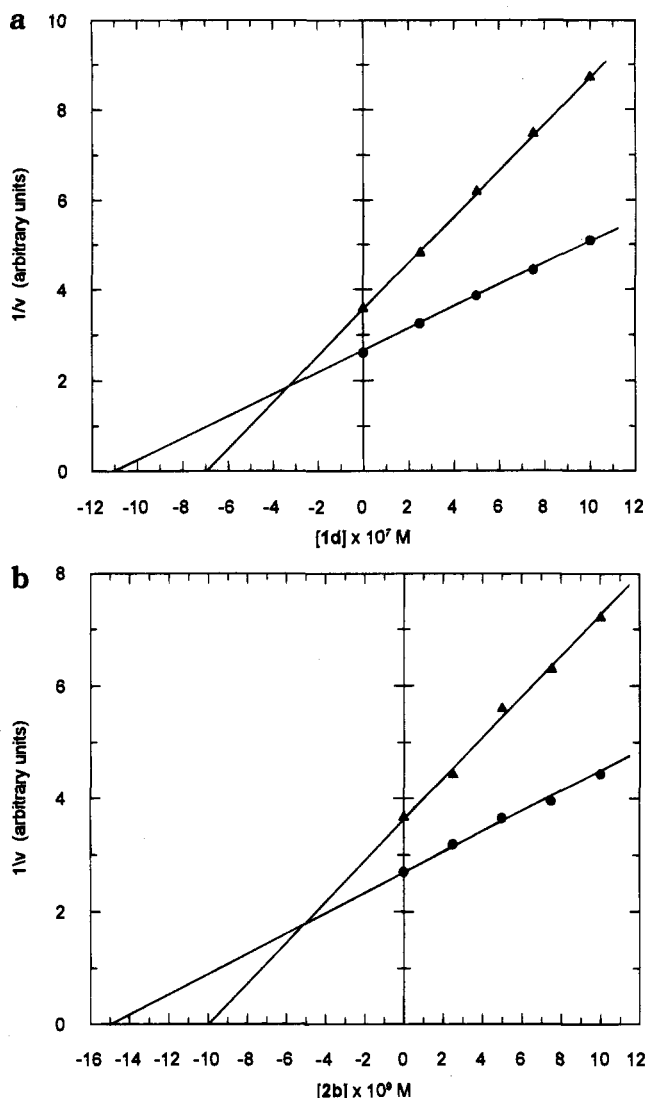 a
10
8
6
4
2
0
1/v (arbitrary units)
-12 -10 -8 -6 -4 -2 0 2 4 6 8 10 12
[1d] x 10⁷ M
b
8
6
4
2
0
1\v (arbitrary units)
-16 -14 -12 -10 -8 -6 -4 -2 0 2 4 6 8 10 12
[2b] x 10⁹ M